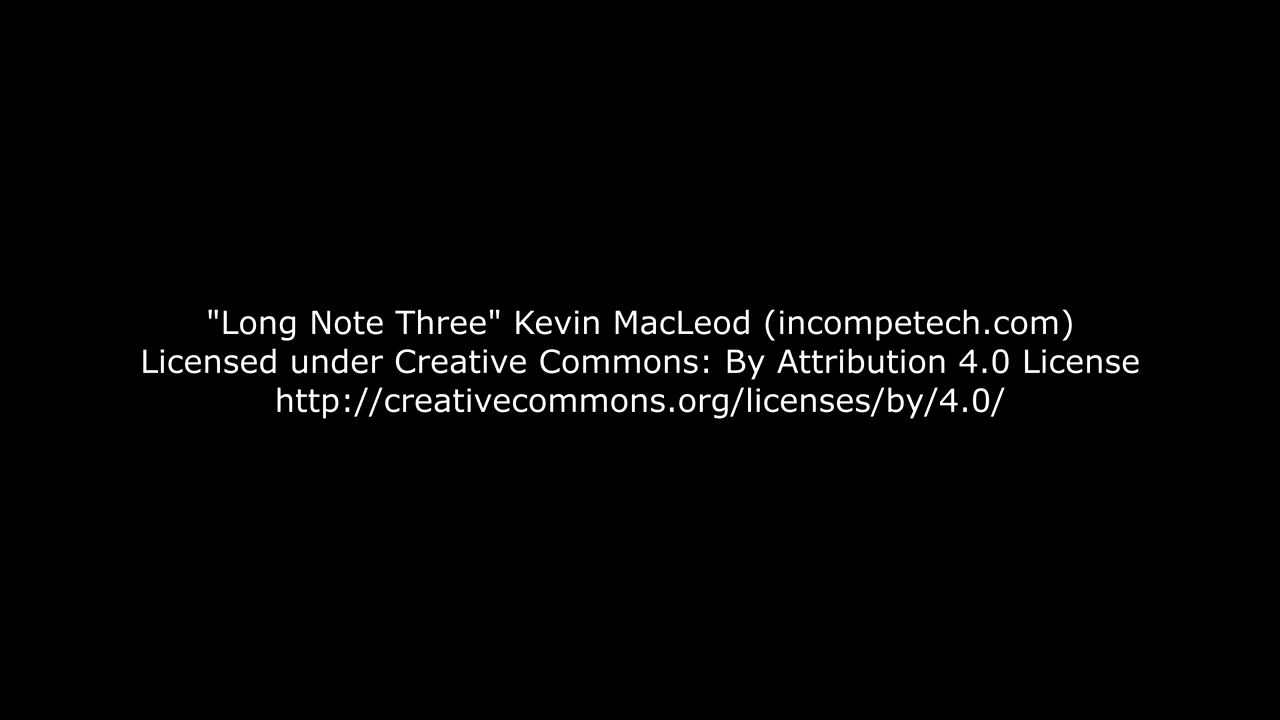 "Long Note Three" Kevin MacLeod (incompetech.com)
Licensed under Creative Commons: By Attribution 4.0 License
http://creativecommons.org/licenses/by/4.0/